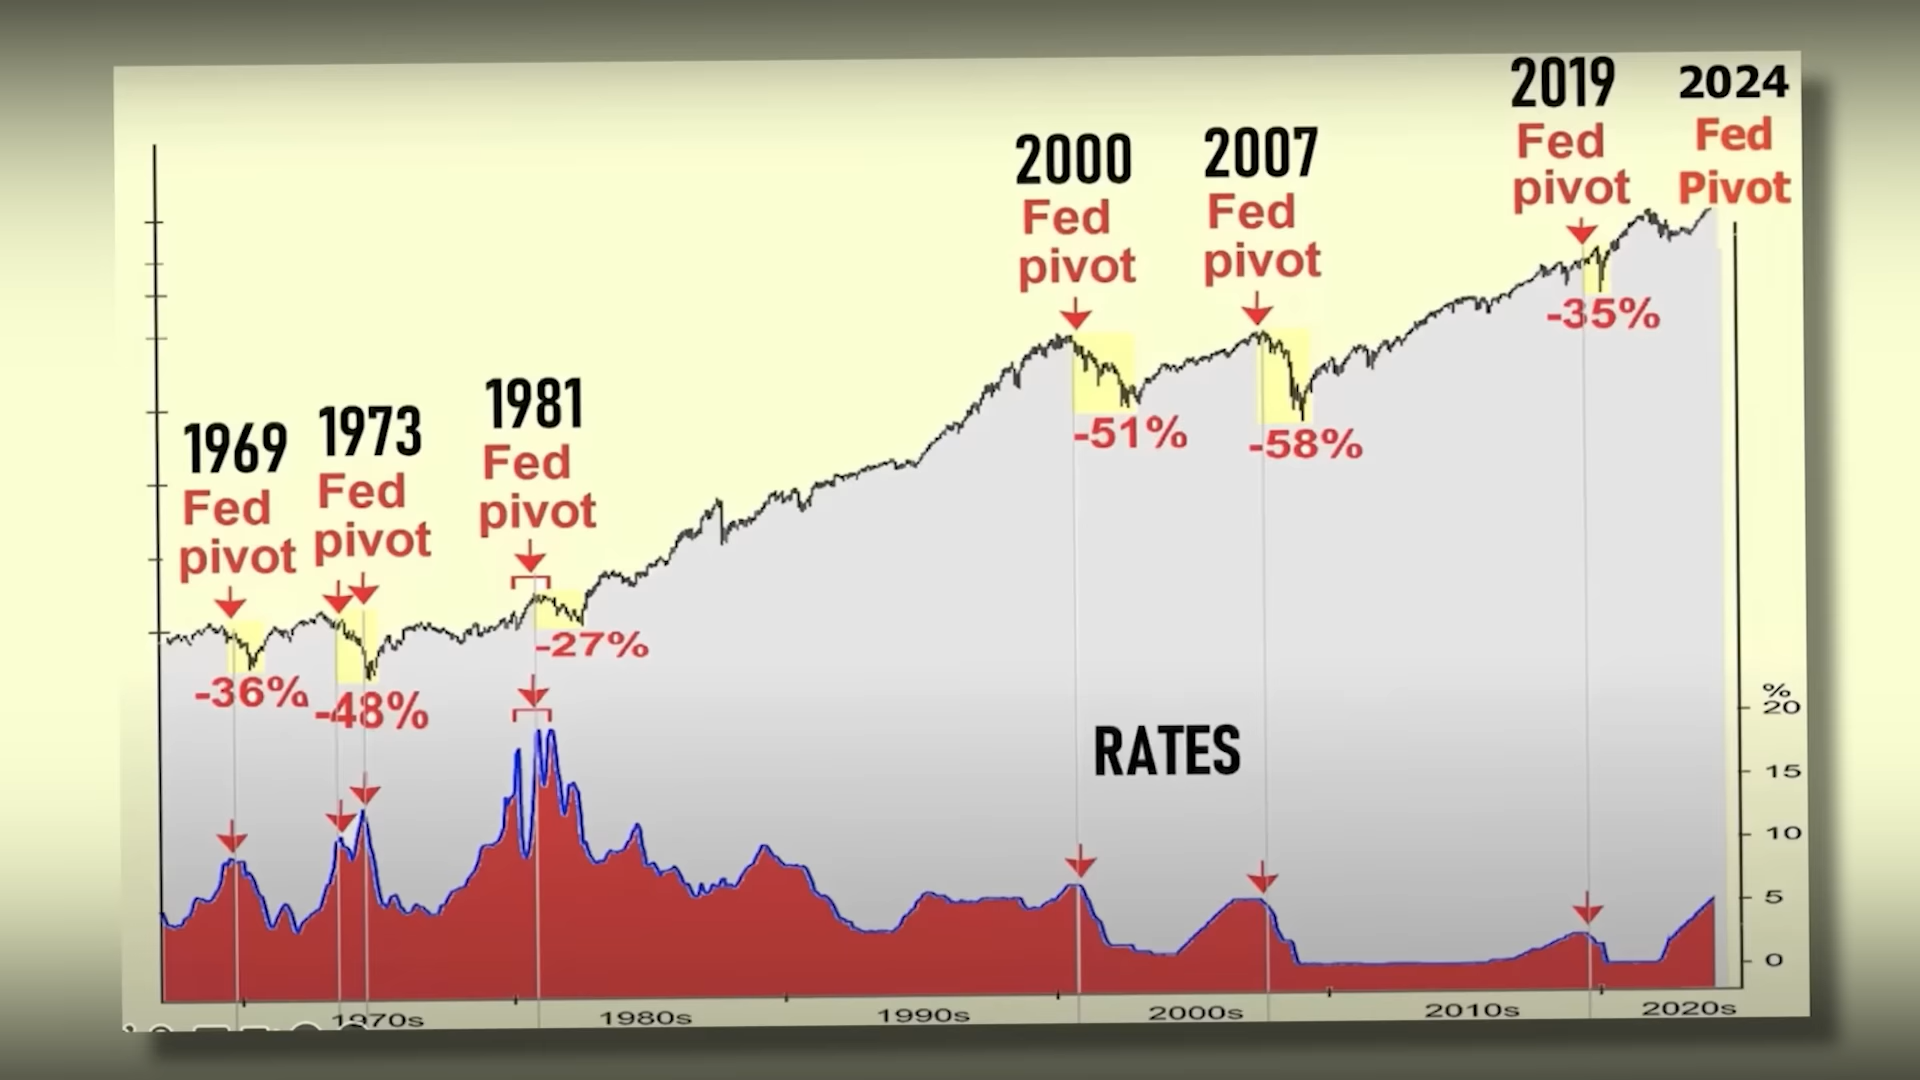 2019
Fed
pivot
2024
Fed
Pivot
2000
Fed
pivot
2007
Fed
pivot
-35%
1981
Fed
pivot
1969
Fed
pivot
1973
Fed
pivot
-51%
-58%
-27%
-36%
-48%
RATES
%
20
15
10
5
0
1970s
1980s
1990s
2000s
2010s
2020s